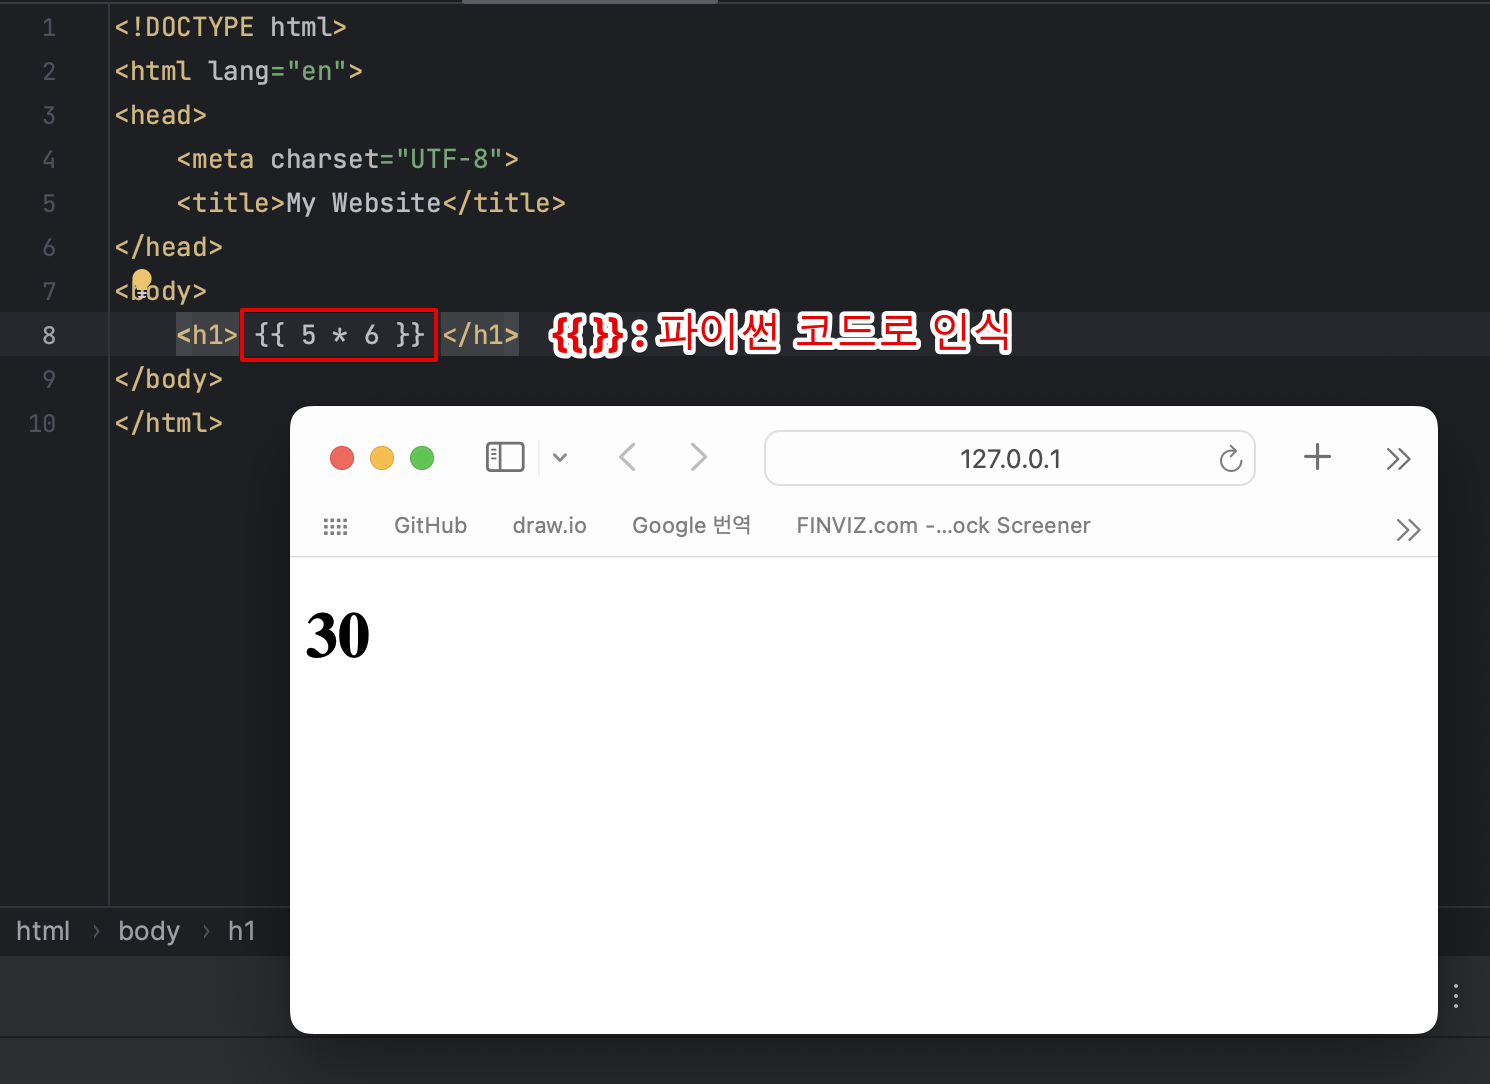 1 <!DOCTYPE html>
2 <html lang="en">
3 <head>
4     <meta charset="UTF-8">
5     <title>My Website</title>
6 </head>
7 <body>
8     <h1> {{ 5 * 6 }} </h1> {{ }} : 파이썬 코드로 인식
9 </body>
10 </html>
127.0.0.1
GitHub draw.io Google 번역 FINVIZ.com -...ock Screener
30
html › body › h1